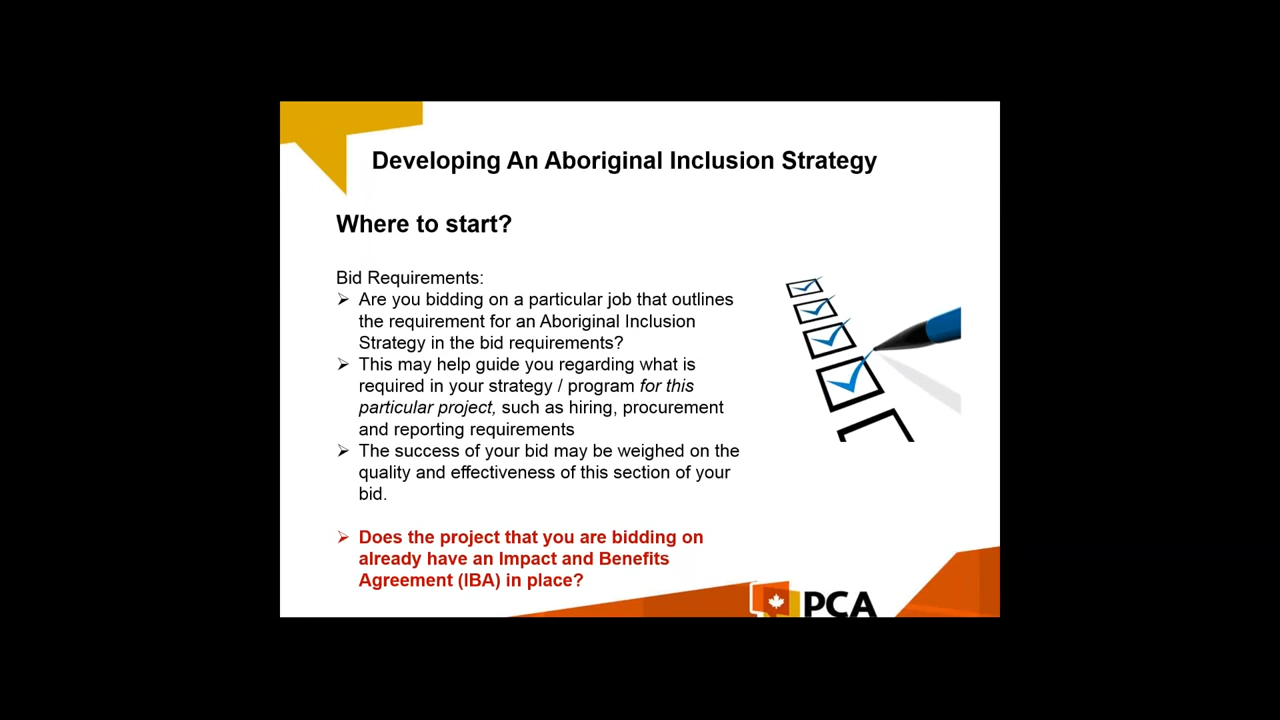 Developing An Aboriginal Inclusion Strategy
Where to start?
Bid Requirements:
➢ Are you bidding on a particular job that outlines
the requirement for an Aboriginal Inclusion
Strategy in the bid requirements?
➢ This may help guide you regarding what is
required in your strategy / program for this
particular project, such as hiring, procurement
and reporting requirements
➢ The success of your bid may be weighed on the
quality and effectiveness of this section of your
bid.
➢ Does the project that you are bidding on
already have an Impact and Benefits
Agreement (IBA) in place?
PCA